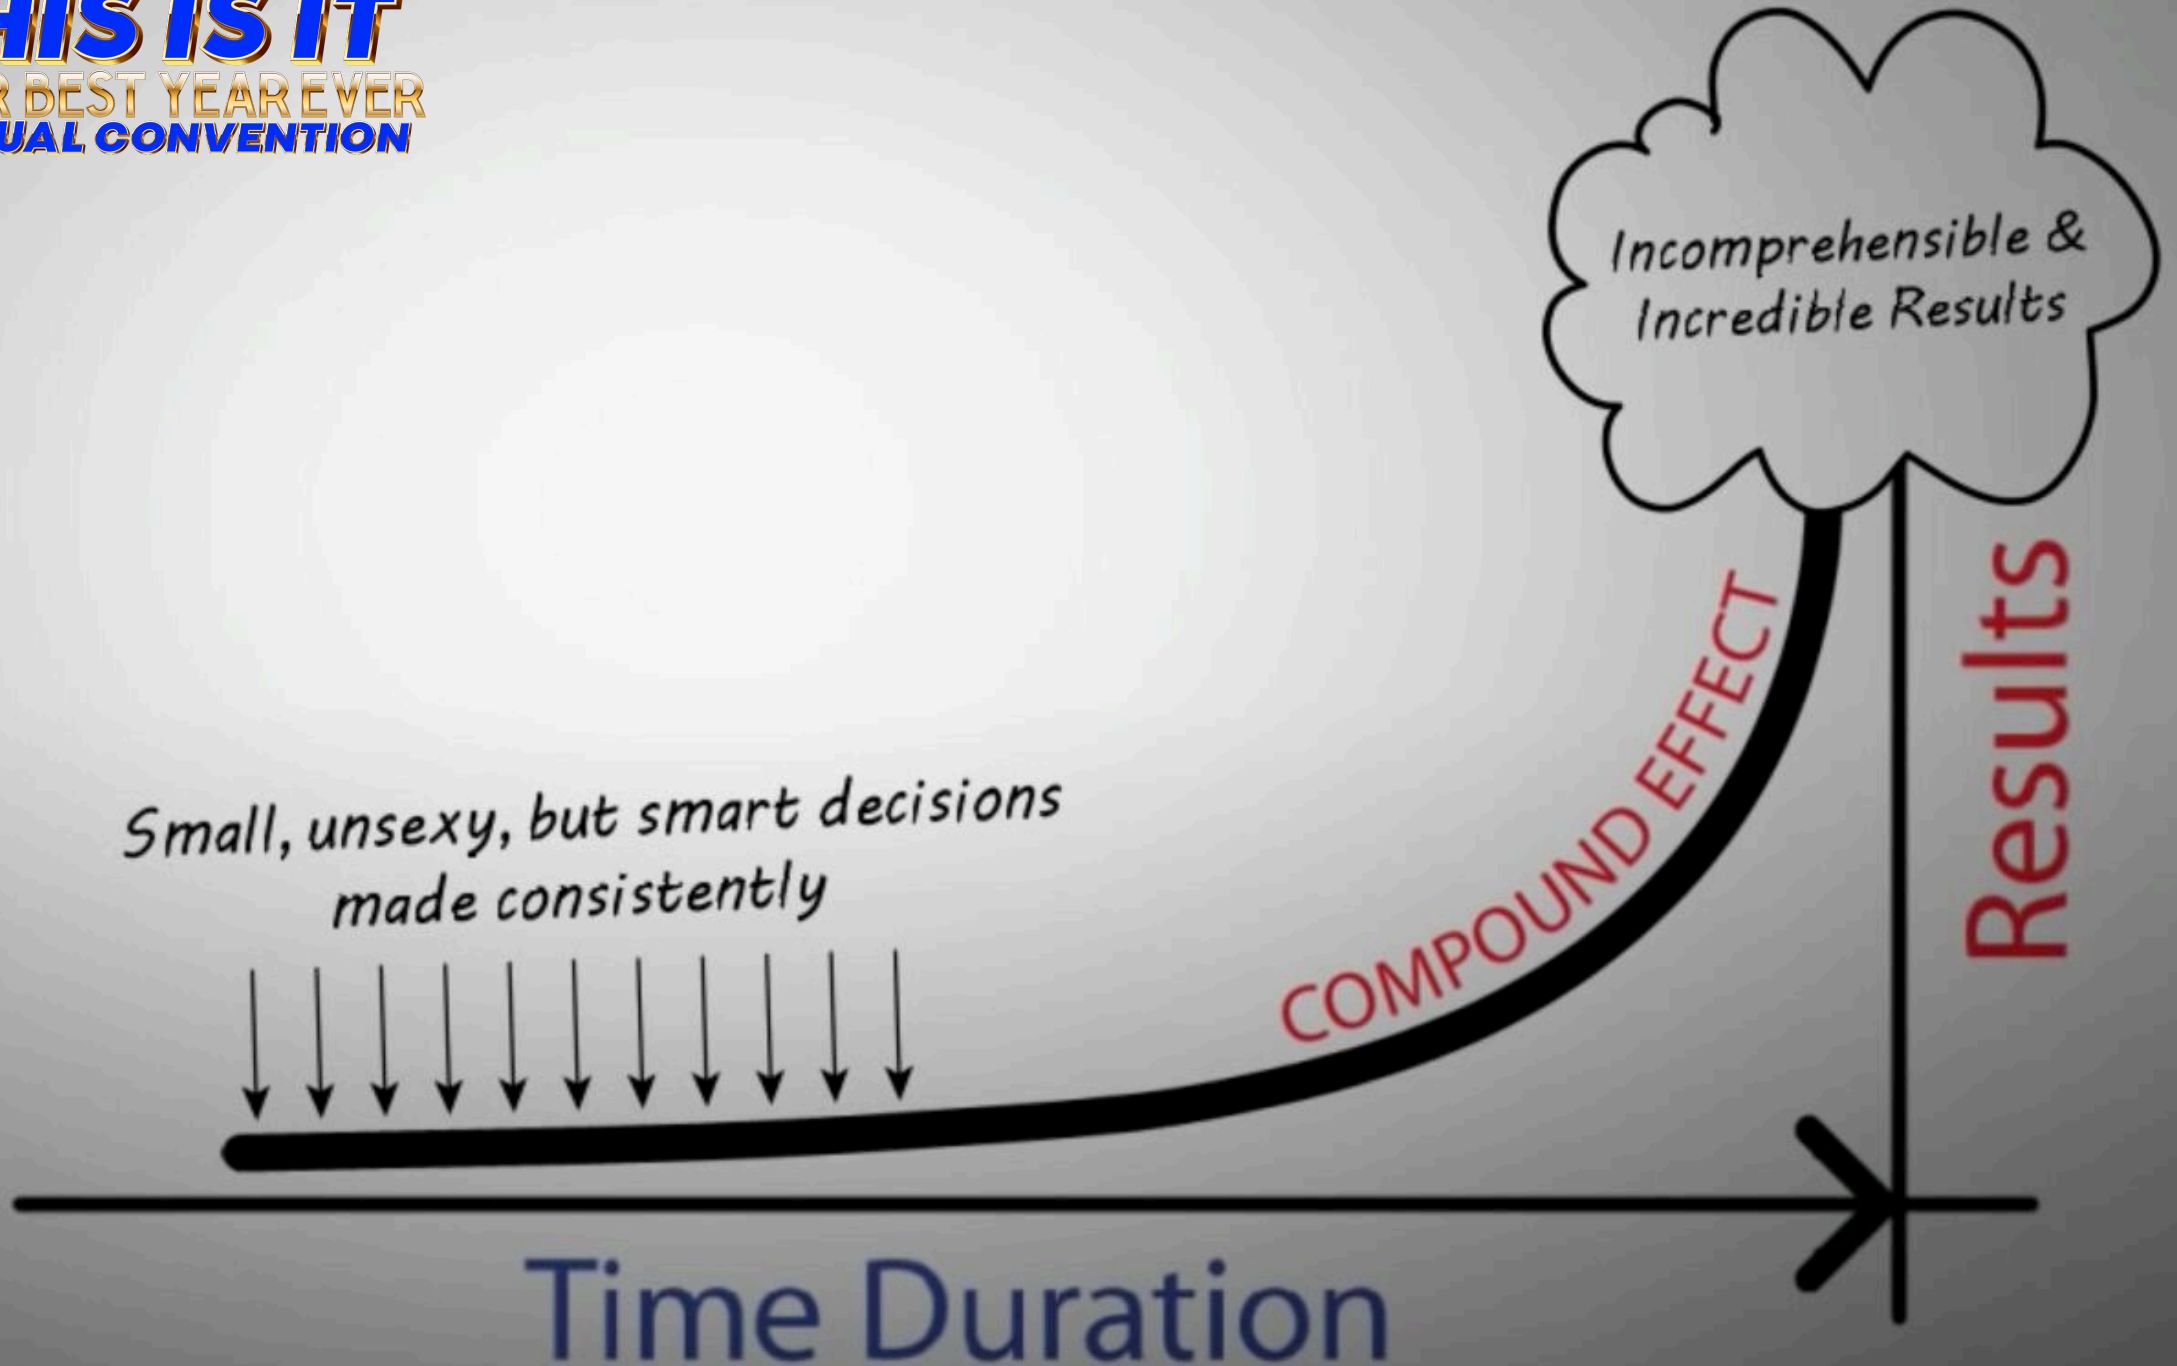 HIS IS IT
R BEST YEAR EVER
UAL CONVENTION
Incomprehensible &
Incredible Results
Small, unsexy, but smart decisions
made consistently
COMPOUND EFFECT
Results
Time Duration